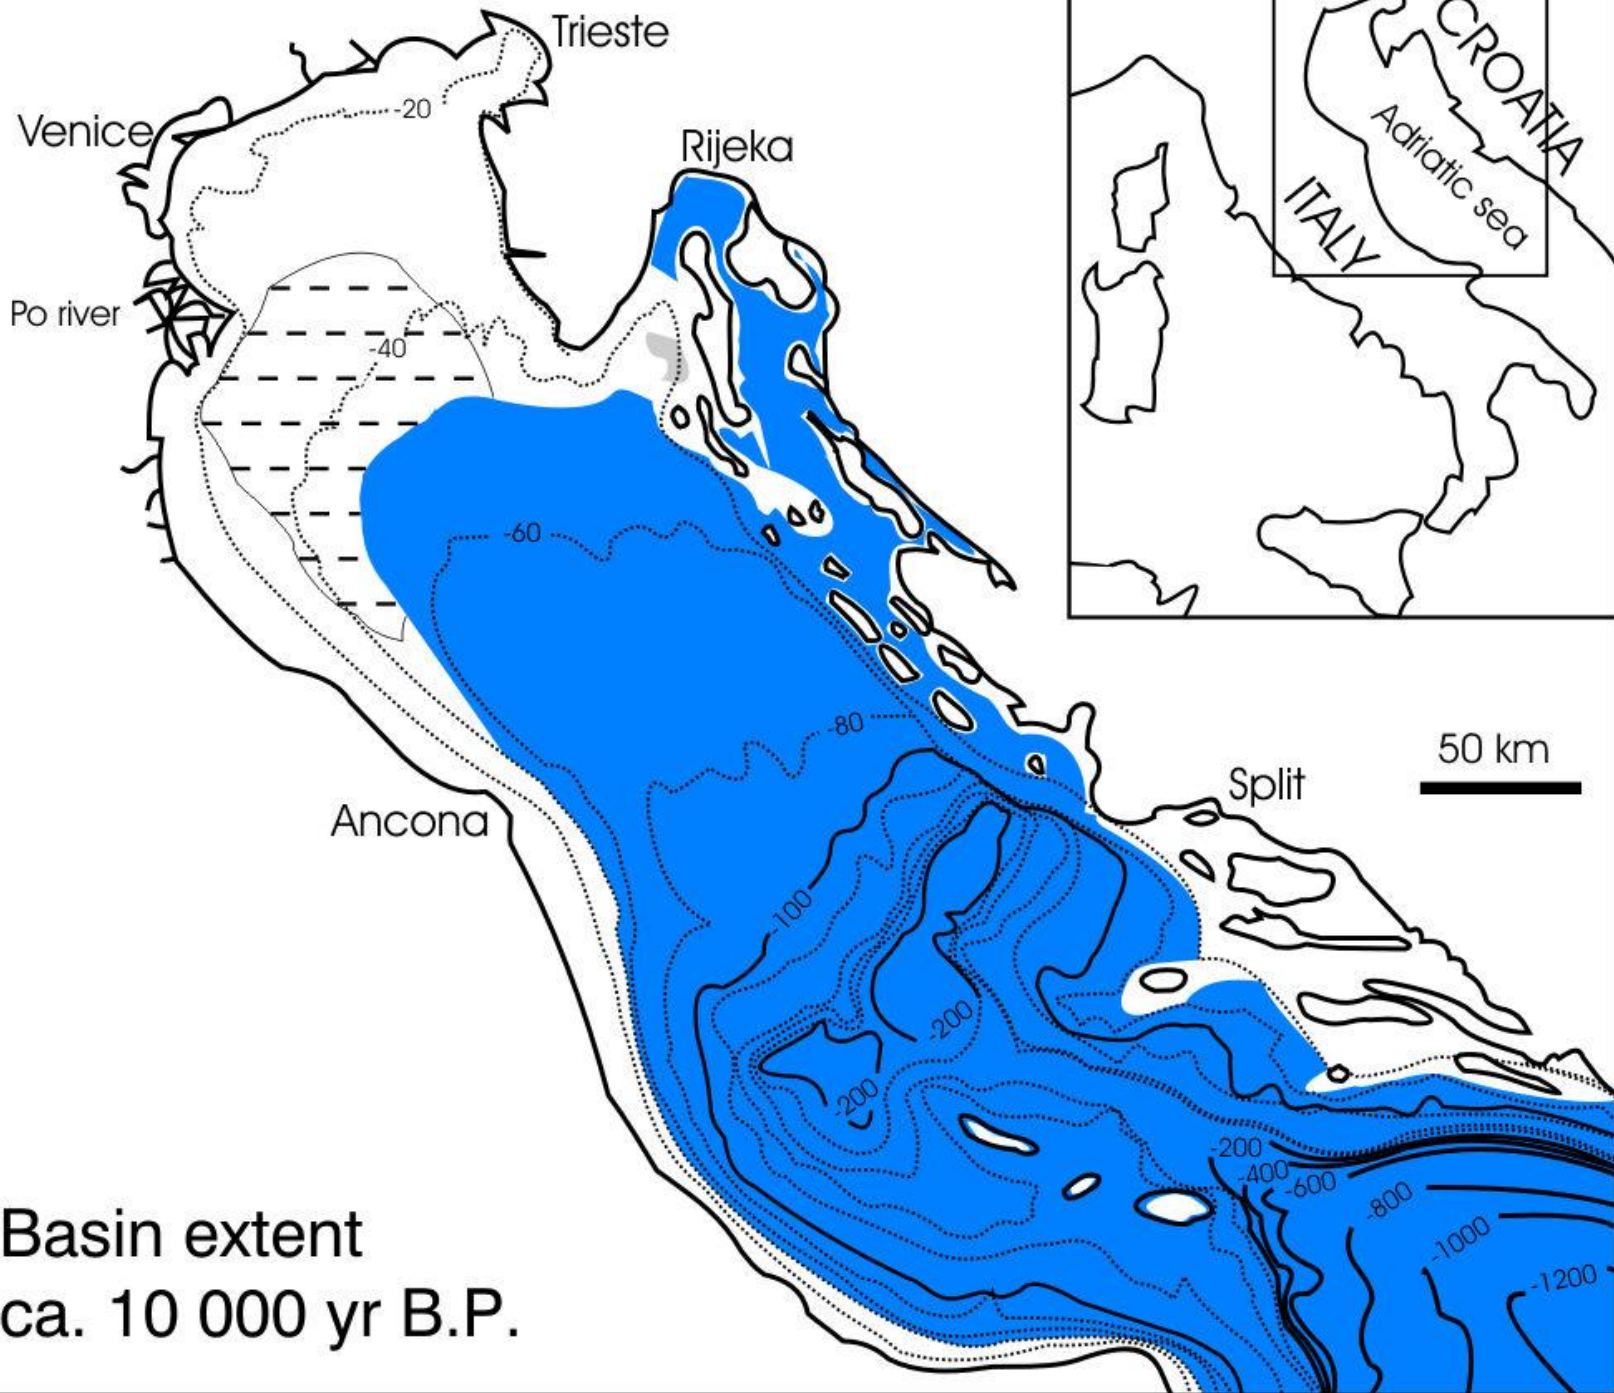 Trieste
CROATIA
-20
Venice
Adriatic sea
Rijeka
ITALY
Po river
-40
-60
-80
50 km
Split
Ancona
-100
-200
-200
-200
-400
-600
-800
-1000
-1200
Basin extent
ca. 10 000 yr B.P.